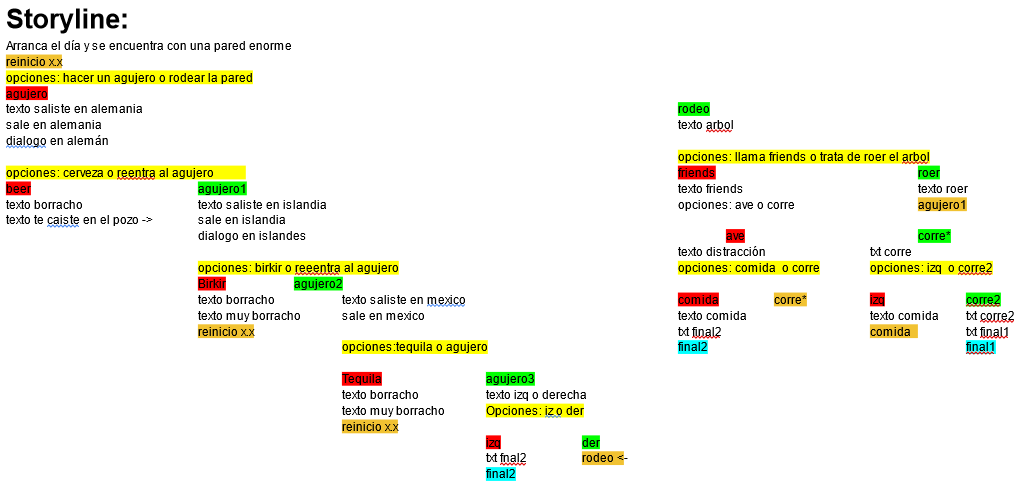 Storyline:
Arranca el día y se encuentra con una pared enorme
reinicio x.x
opciones: hacer un agujero o rodear la pared
agujero
texto saliste en alemania
sale en alemania
dialogo en alemán
opciones: cerveza o reentra al agujero
beer agujero1
texto borracho texto saliste en islandia
texto te caiste en el pozo -> sale en islandia
dialogo en islandes
opciones: birkir o reeentra al agujero
Birkir agujero2
texto borracho texto saliste en mexico
texto muy borracho sale en mexico
reinicio x.x
opciones:tequila o agujero
Tequila agujero3
texto borracho texto izq o derecha
texto muy borracho Opciones: iz o der
reinicio x.x
izq der
txt fnal2 rodeo <-
final2
rodeo
texto arbol
opciones: llama friends o trata de roer el arbol
friends roer
texto friends texto roer
opciones: ave o corre agujero1
ave corre*
texto distracción txt corre
opciones: comida o corre opciones: izq o corre2
comida corre* izq corre2
texto comida texto comida txt corre2
txt final2 comida txt final1
final2 final1